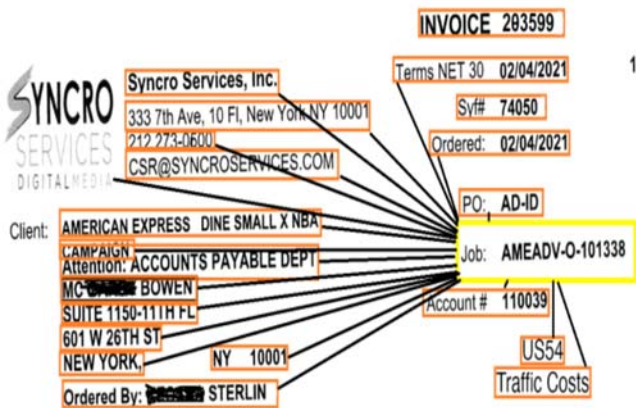 INVOICE 203599
Terms NET 30 02/04/2021
1
Syncro Services, Inc.
333 7th Ave, 10 Fl, New York NY 10001
212 273-0600
CSR@SYNCROSERVICES.COM
Syf# 74050
Ordered: 02/04/2021
SYNCRO
SERVICES
DIGITALMEDIA
PO: AD-ID
Client: AMERICAN EXPRESS DINE SMALL X NBA
CAMPAIGN
Attention: ACCOUNTS PAYABLE DEPT
Job: AMEADV-O-101338
MC BOWEN
SUITE 1150-11TH FL
Account # 110039
601 W 26TH ST
NEW YORK, NY 10001
US54
Traffic Costs
Ordered By: STERLIN